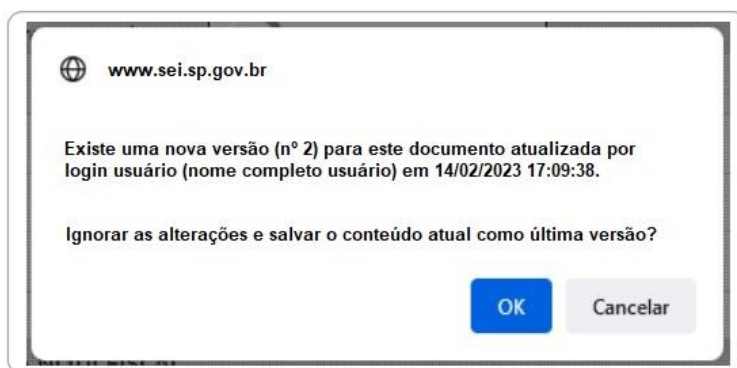 www.sei.sp.gov.br
Existe uma nova versão (nº 2) para este documento atualizada por
login usuário (nome completo usuário) em 14/02/2023 17:09:38.
Ignorar as alterações e salvar o conteúdo atual como última versão?
OK
Cancelar